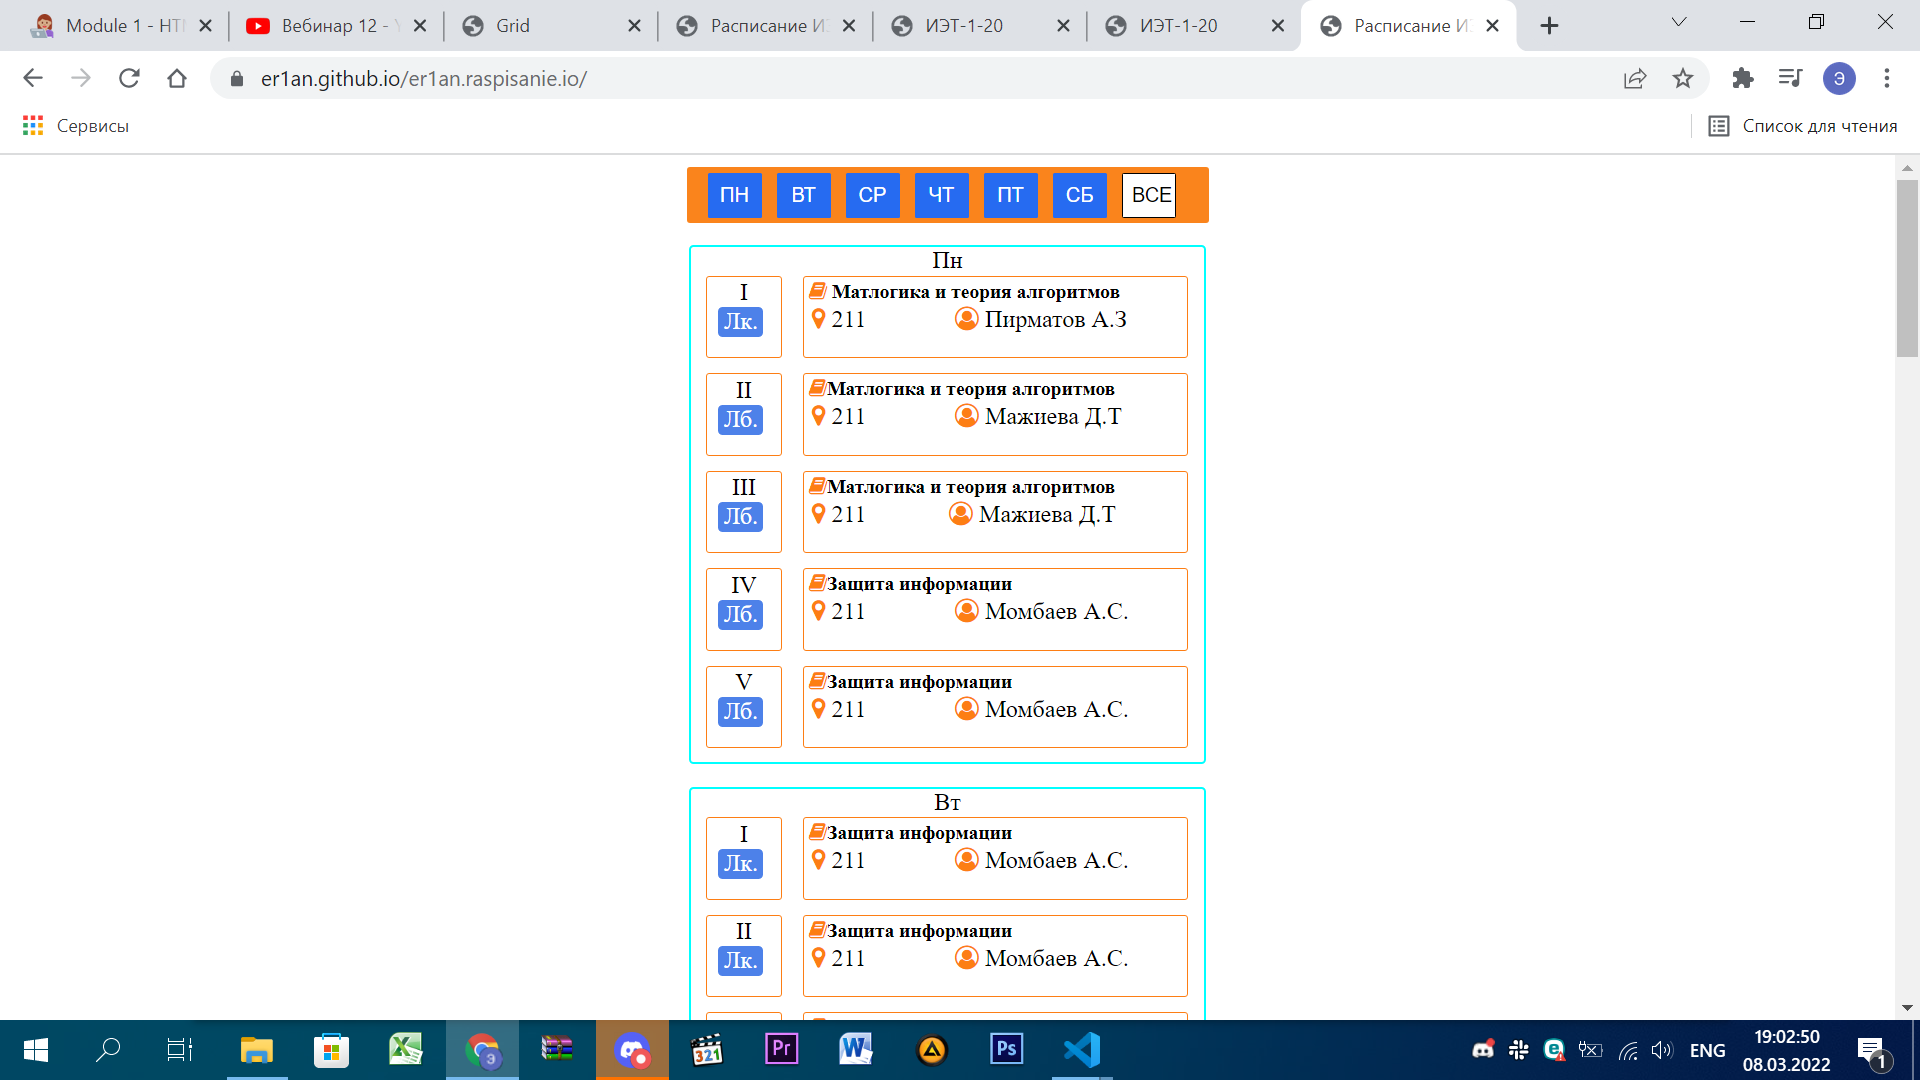 Module 1 - HT
Вебинар 12 -
Grid
Расписание И
ИЭТ-1-20
ИЭТ-1-20
Расписание И
er1an.github.io/er1an.raspisanie.io/
Э
Сервисы
Список для чтения
ПН ВТ СР ЧТ ПТ СБ ВСЕ
Пн
I
Лк.
Матлогика и теория алгоритмов
211 Пирматов А.З
II
Лб.
Матлогика и теория алгоритмов
211 Мажиева Д.Т
III
Лб.
Матлогика и теория алгоритмов
211 Мажиева Д.Т
IV
Лб.
Защита информации
211 Момбаев А.С.
V
Лб.
Защита информации
211 Момбаев А.С.
Вт
I
Лк.
Защита информации
211 Момбаев А.С.
II
Лк.
Защита информации
211 Момбаев А.С.
Э
321
Pr
W
Ps
ENG
19:02:50
08.03.2022
1